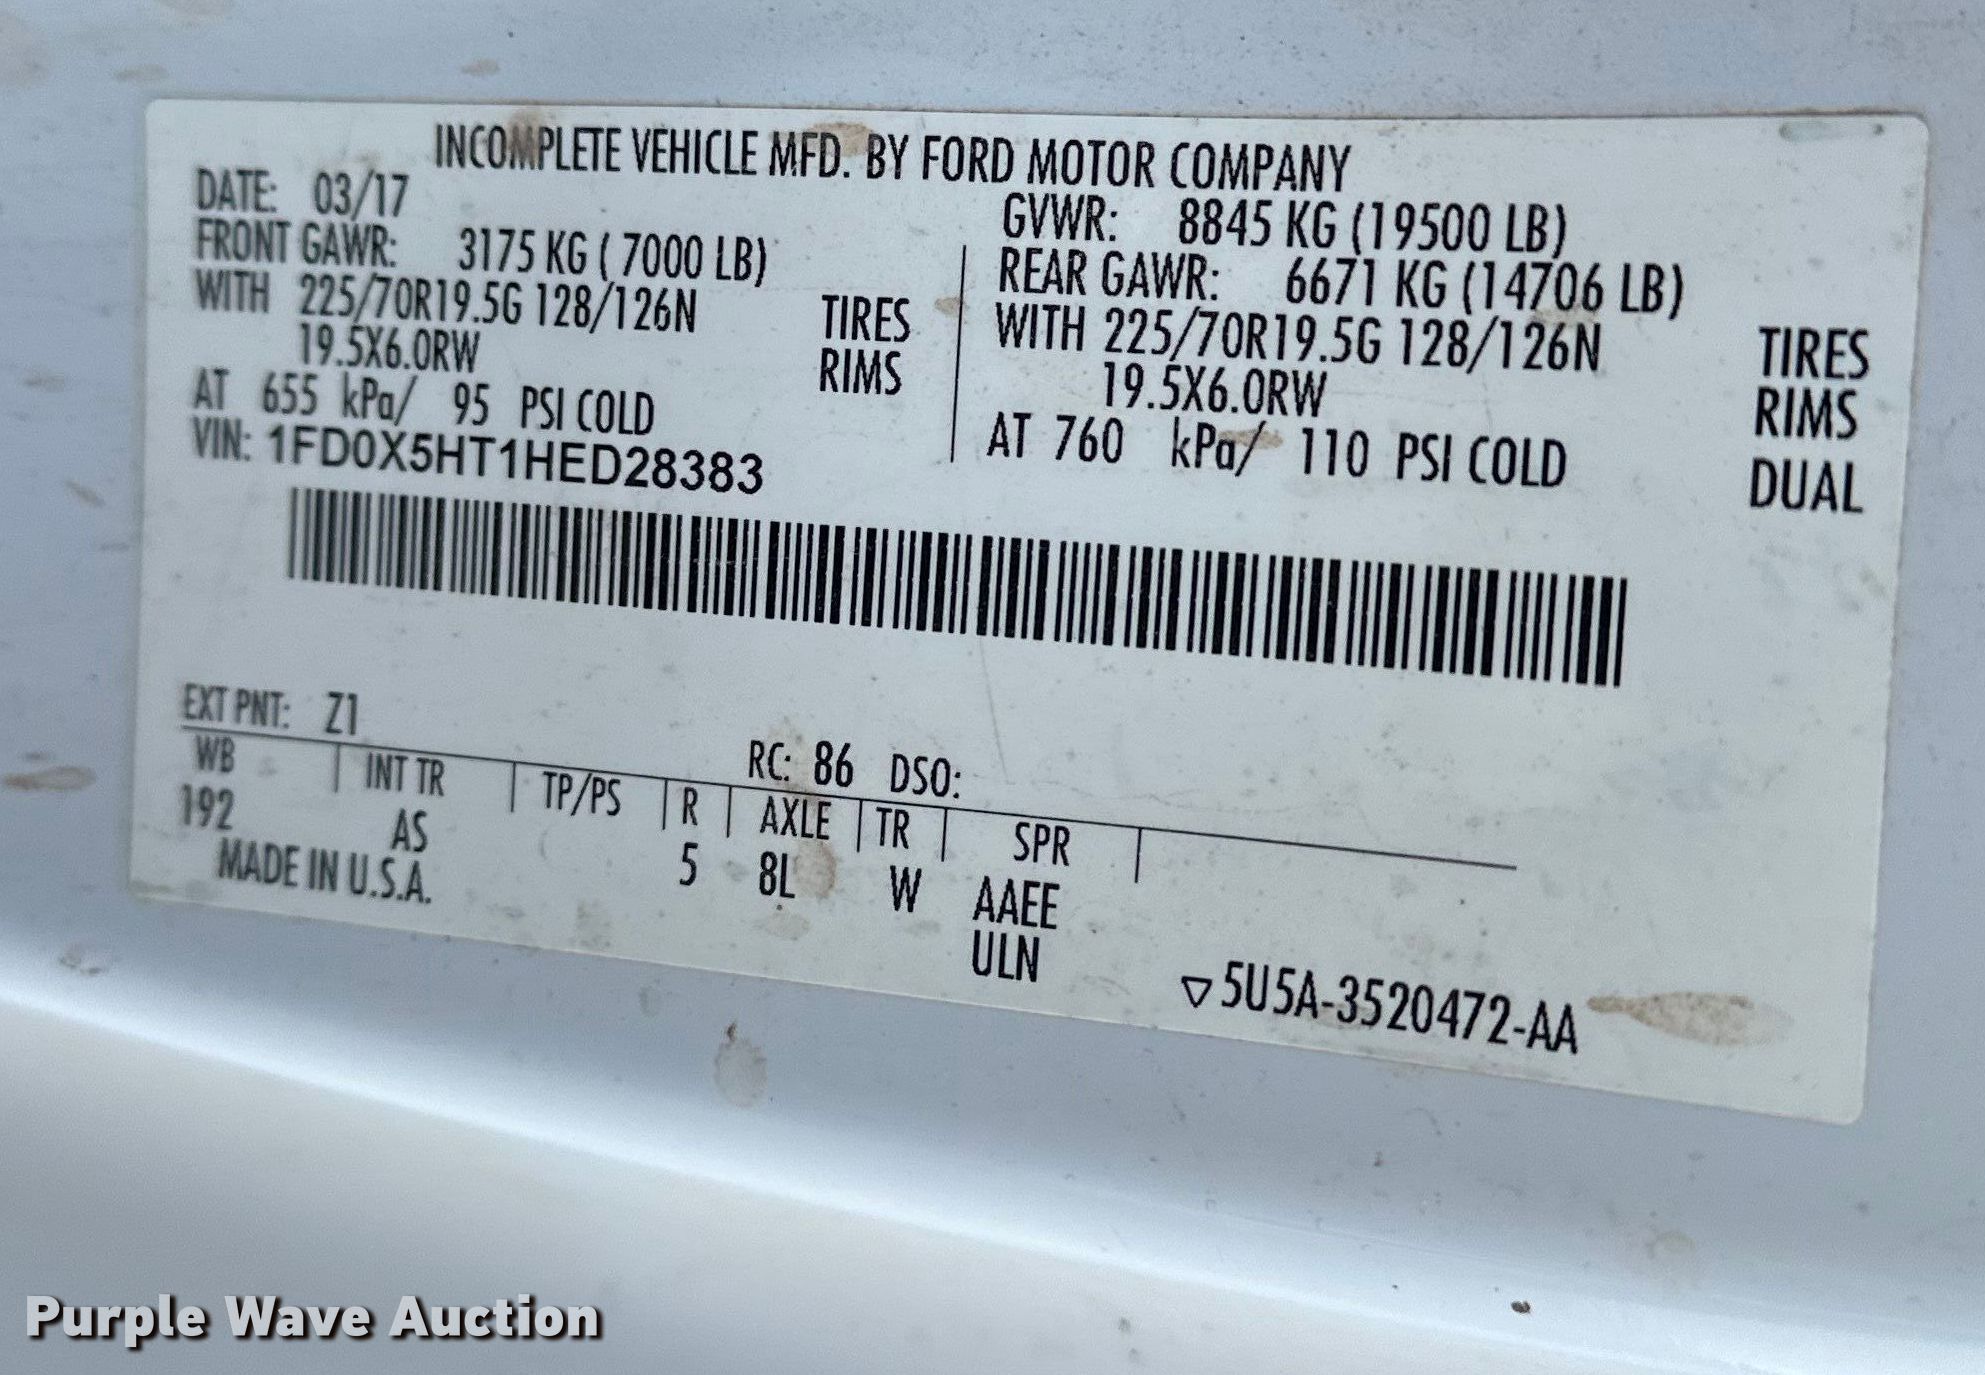 INCOMPLETE VEHICLE MFD. BY FORD MOTOR COMPANY
DATE: 03/17
GVWR: 8845 KG (19500 LB)
FRONT GAWR: 3175 KG ( 7000 LB)
REAR GAWR: 6671 KG (14706 LB)
WITH 225/70R19.5G 128/126N TIRES
WITH 225/70R19.5G 128/126N TIRES
19.5X6.0RW RIMS
19.5X6.0RW RIMS
AT 655 kPa/ 95 PSI COLD
AT 760 kPa/ 110 PSI COLD DUAL
VIN: 1FD0X5HT1HED28383
EXT PNT: Z1
RC: 86 DSO:
WB | INT TR | TP/PS | R | AXLE | TR | SPR |
192 AS 5 8L W AAEE
MADE IN U.S.A.
ULN
▽5U5A-3520472-AA
Purple Wave Auction